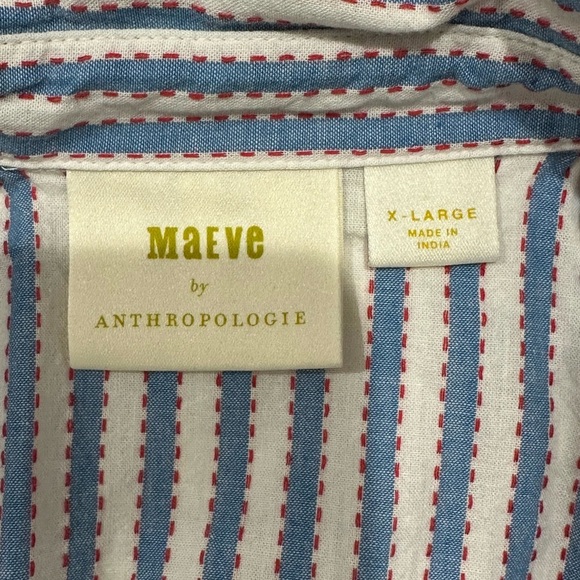 MaEVe
by
ANTHROPOLOGIE
X-LARGE
MADE IN
INDIA